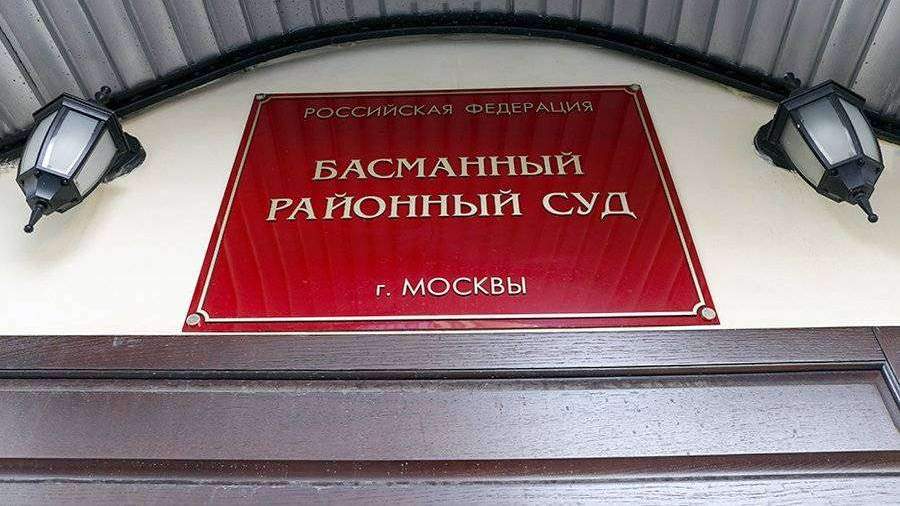 РОССИЙСКАЯ ФЕДЕРАЦИЯ
БАСМАННЫЙ
РАЙОННЫЙ СУД
г. МОСКВЫ